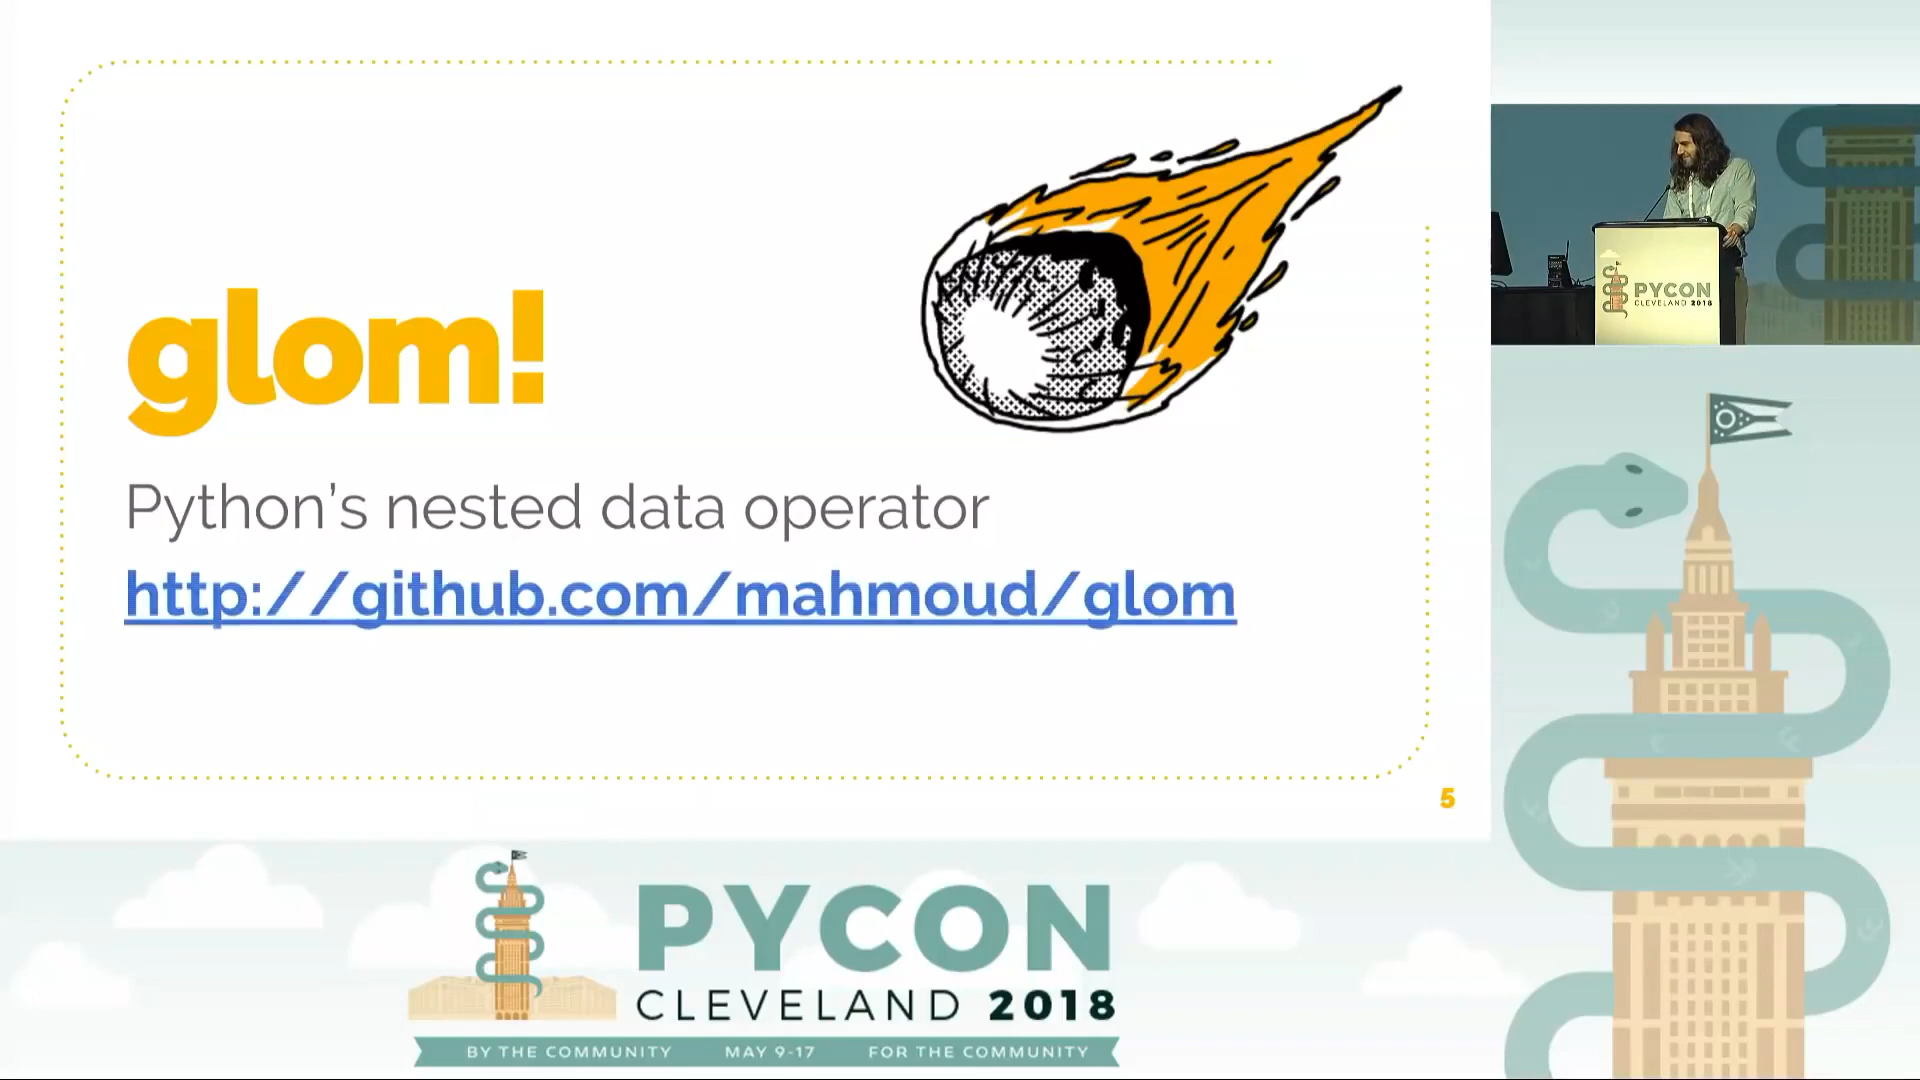 glom!
Python's nested data operator
http://github.com/mahmoud/glom
5
PYCON
CLEVELAND 2018
PYCON
CLEVELAND 2018
BY THE COMMUNITY MAY 9-17 FOR THE COMMUNITY